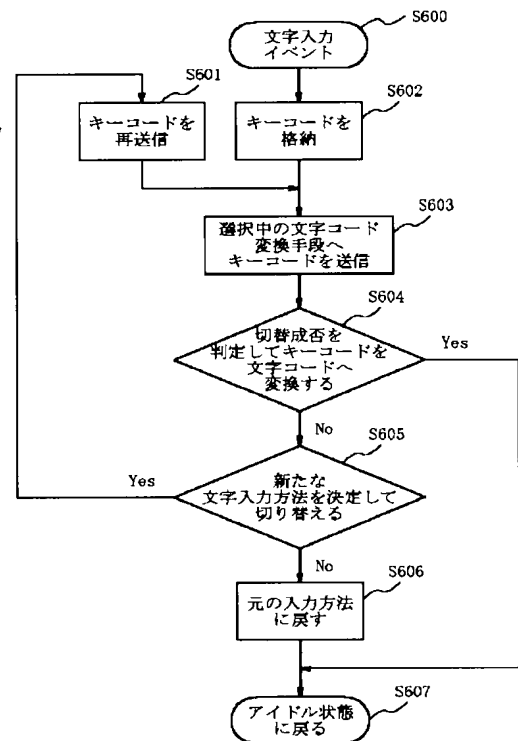 S600
文字入力
イベント
S601
キーコードを
再送信
S602
キーコードを
格納
S603
選択中の文字コード
変換手段へ
キーコードを送信
S604
切替成否を
判定してキーコードを
文字コードへ
変換する
Yes
No
S605
新たな
文字入力方法を決定して
切り替える
Yes
No
S606
元の入力方法
に戻す
S607
アイドル状態
に戻る